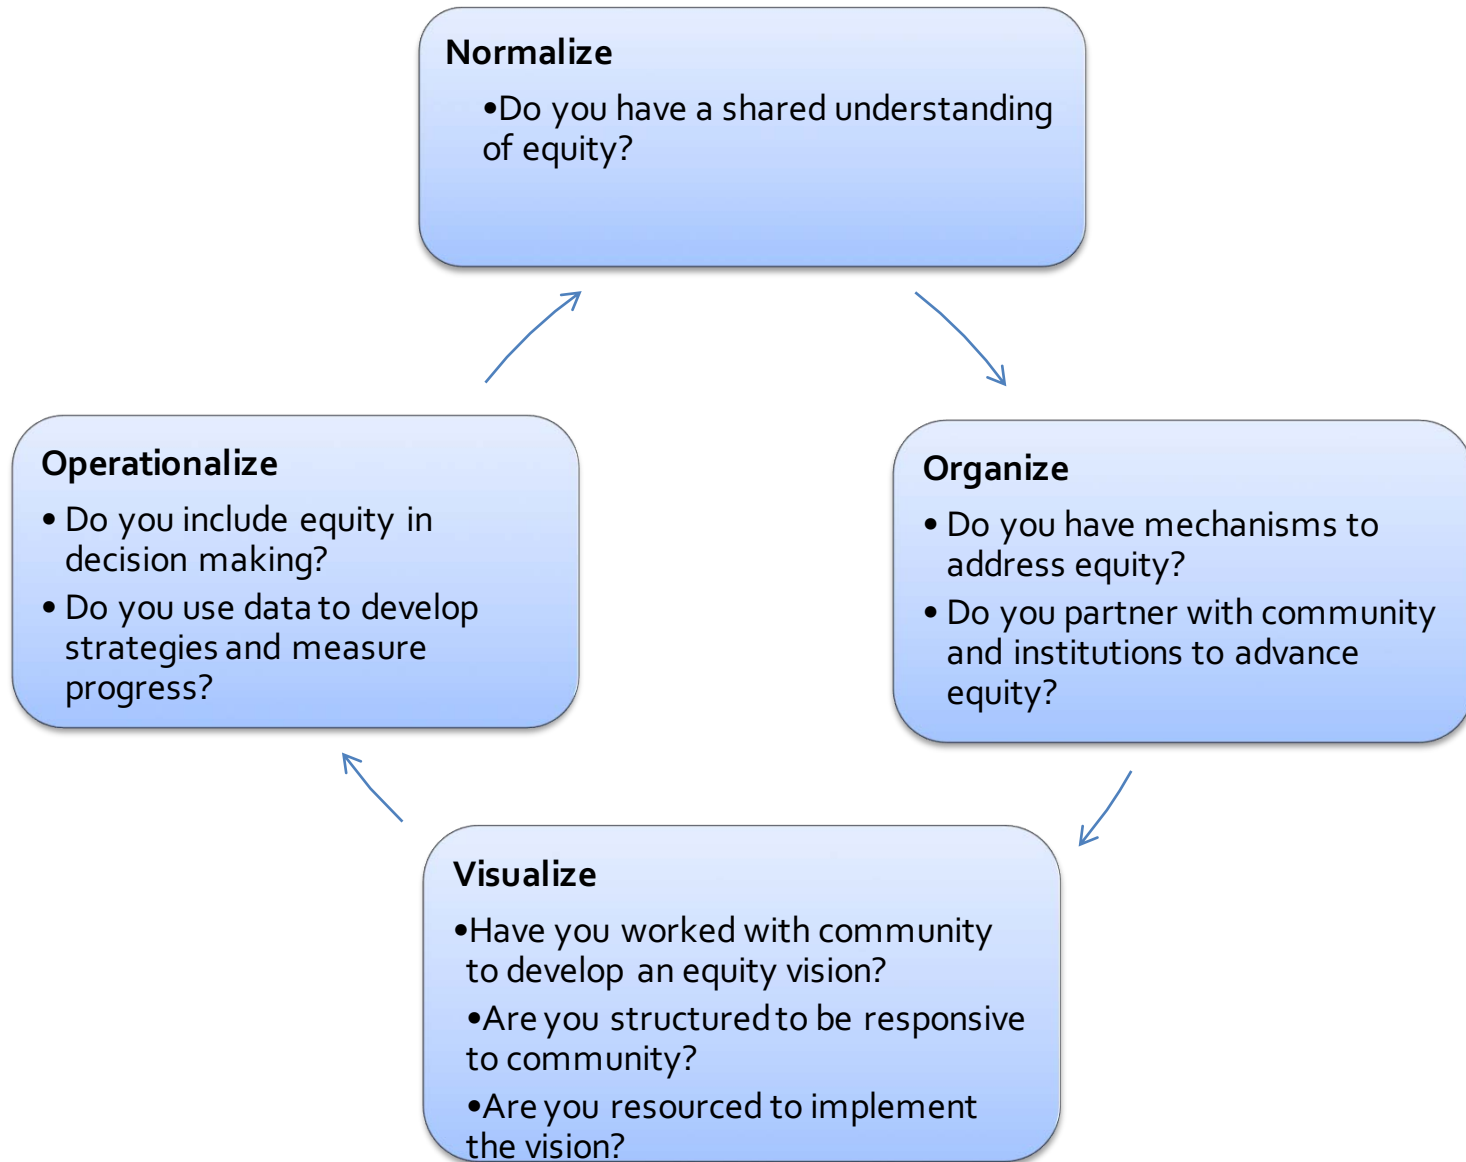 Normalize
•Do you have a shared understanding
of equity?
Operationalize
• Do you include equity in
decision making?
• Do you use data to develop
strategies and measure
progress?
Organize
• Do you have mechanisms to
address equity?
• Do you partner with community
and institutions to advance
equity?
Visualize
•Have you worked with community
to develop an equity vision?
•Are you structured to be responsive
to community?
•Are you resourced to implement
the vision?